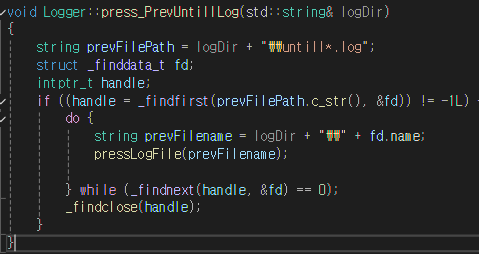 void Logger::press_PrevUntillLog(std::string& logDir)
{
    string prevFilePath = logDir + "₩₩untill*.log";
    struct _finddata_t fd;
    intptr_t handle;
    if ((handle = _findfirst(prevFilePath.c_str(), &fd)) != -1L)
        do {
            string prevFilename = logDir + "₩₩" + fd.name;
            pressLogFile(prevFilename);
        } while (_findnext(handle, &fd) == 0);
        _findclose(handle);
    }
}